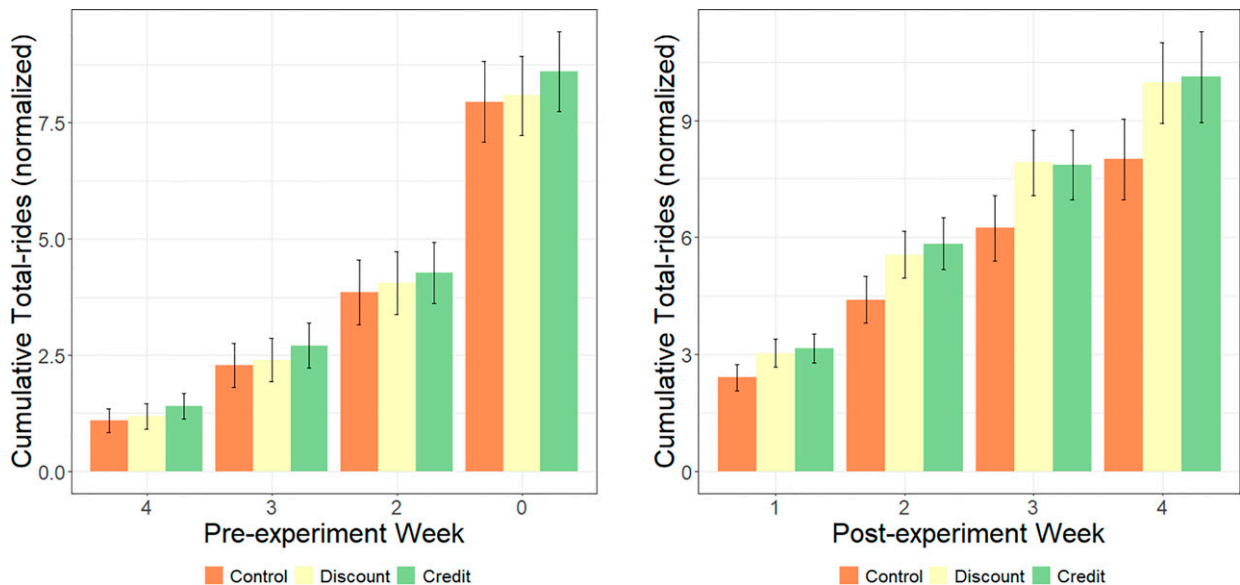 Cumulative Total-rides (normalized)
7.5
5.0
2.5
0.0
4 3 2 0
Pre-experiment Week
Control Discount Credit
Cumulative Total-rides (normalized)
9
6
3
0
1 2 3 4
Post-experiment Week
Control Discount Credit